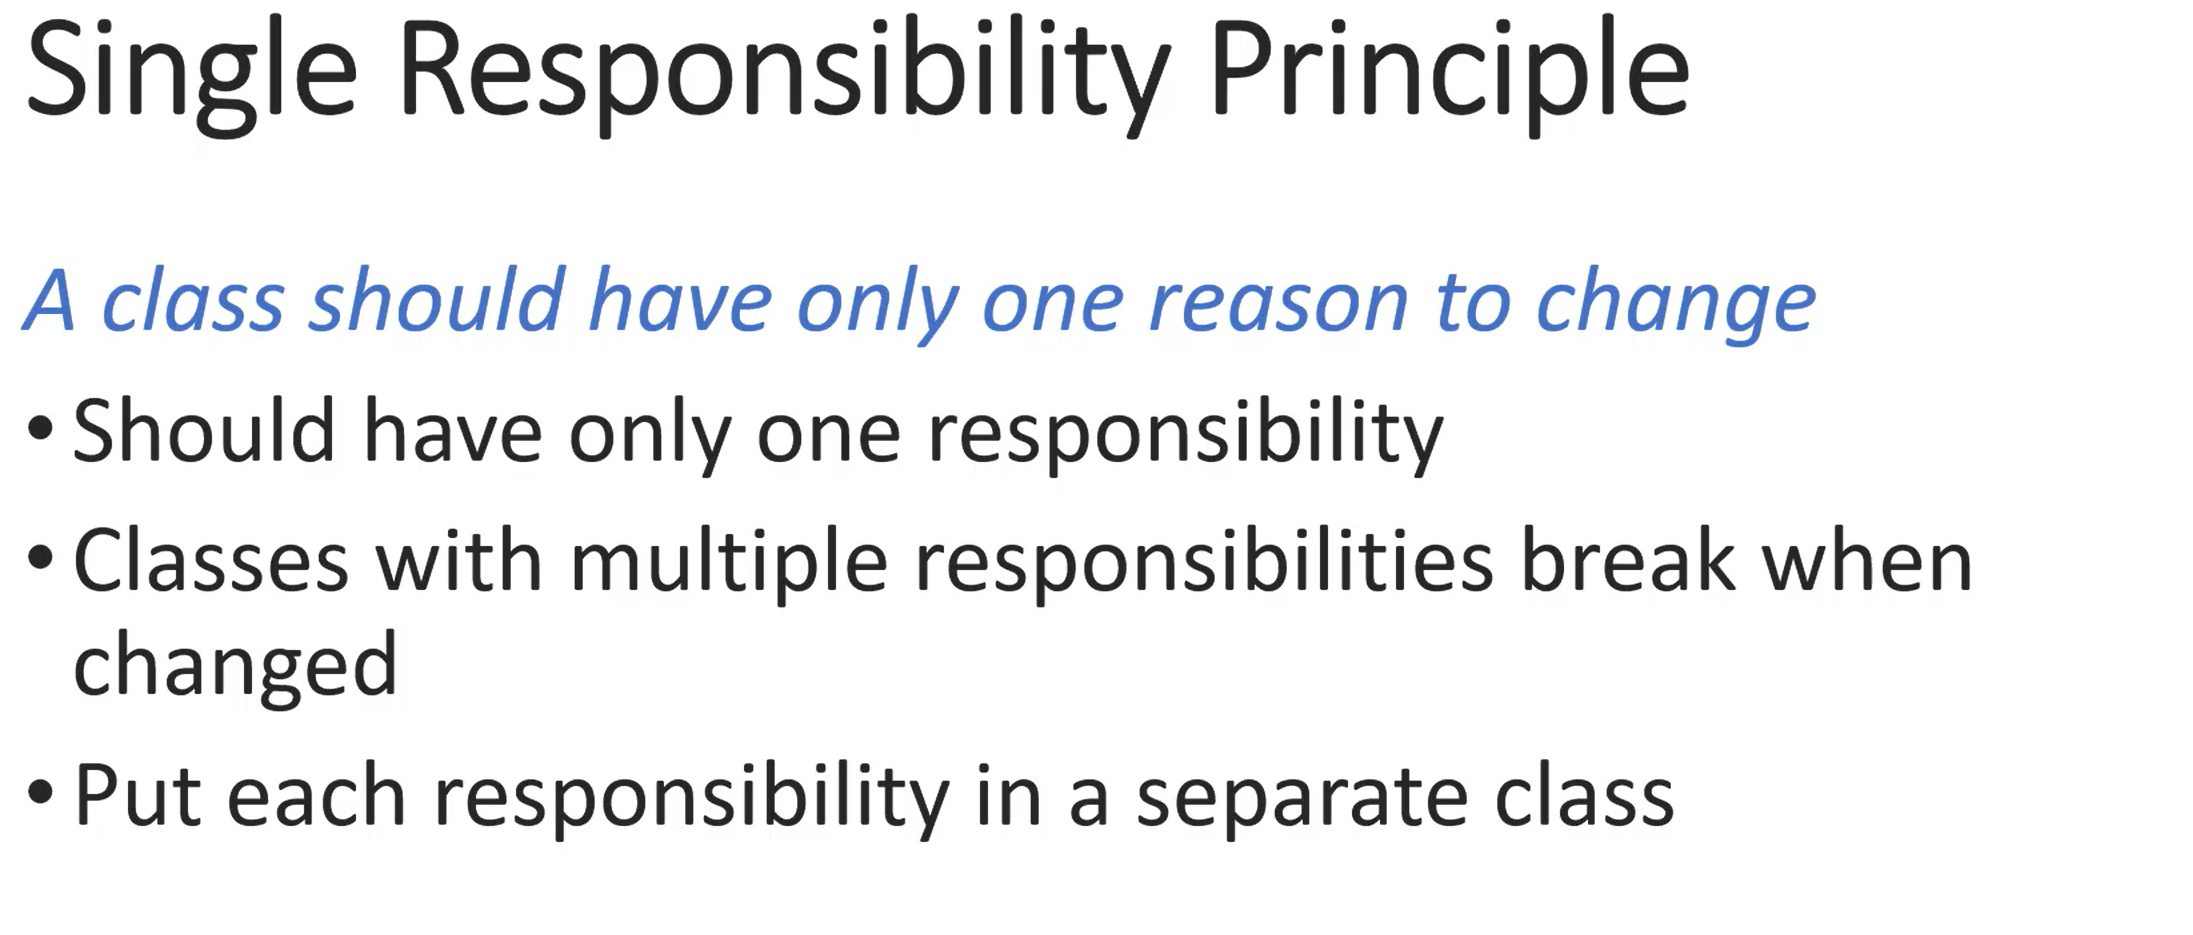 Single Responsibility Principle
A class should have only one reason to change
• Should have only one responsibility
• Classes with multiple responsibilities break when
changed
• Put each responsibility in a separate class